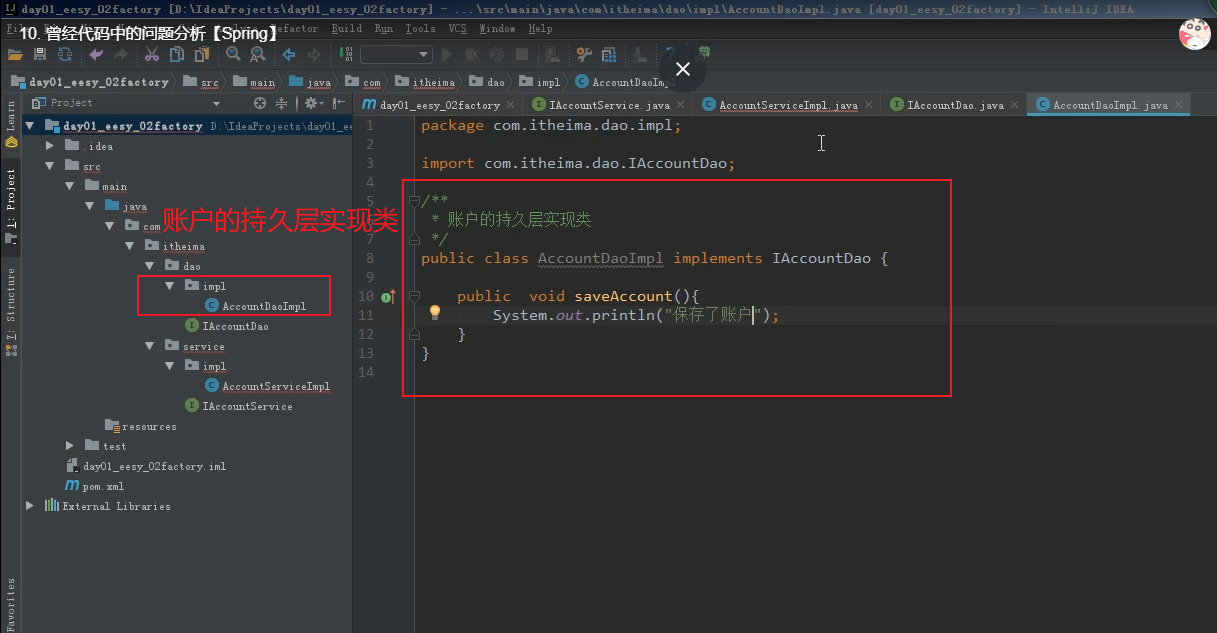 day01_eesy_02factory [D:\IdeaProjects\day01_eesy_02factory] - ...\src\main\java\com\itheima\dao\impl\AccountDaoImpl.java [day01_eesy_02factory] - IntelliJ IDEA
10. 曾经代码中的问题分析【Spring】
Refactor Build Run Tools VCS Window Help
day01_eesy_02factory src main java com itheima dao impl AccountDaoImpl
Project
day01_eesy_02factory IAccountService.java AccountServiceImpl.java IAccountDao.java AccountDaoImpl.java
Learn
1: Project
7: Structure
Favorites
day01_eesy_02factory D:\IdeaProjects\day01_ee
.idea
src
main
java
com
账户的持久层实现类
itheima
dao
impl
AccountDaoImpl
IAccountDao
service
impl
AccountServiceImpl
IAccountService
resources
test
day01_eesy_02factory.iml
pom.xml
External Libraries
1 package com.itheima.dao.impl;
2
3 import com.itheima.dao.IAccountDao;
4
5 /**
* 账户的持久层实现类
7 */
8 public class AccountDaoImpl implements IAccountDao {
9
10 public void saveAccount(){
11 System.out.println("保存了账户");
12 }
13 }
14